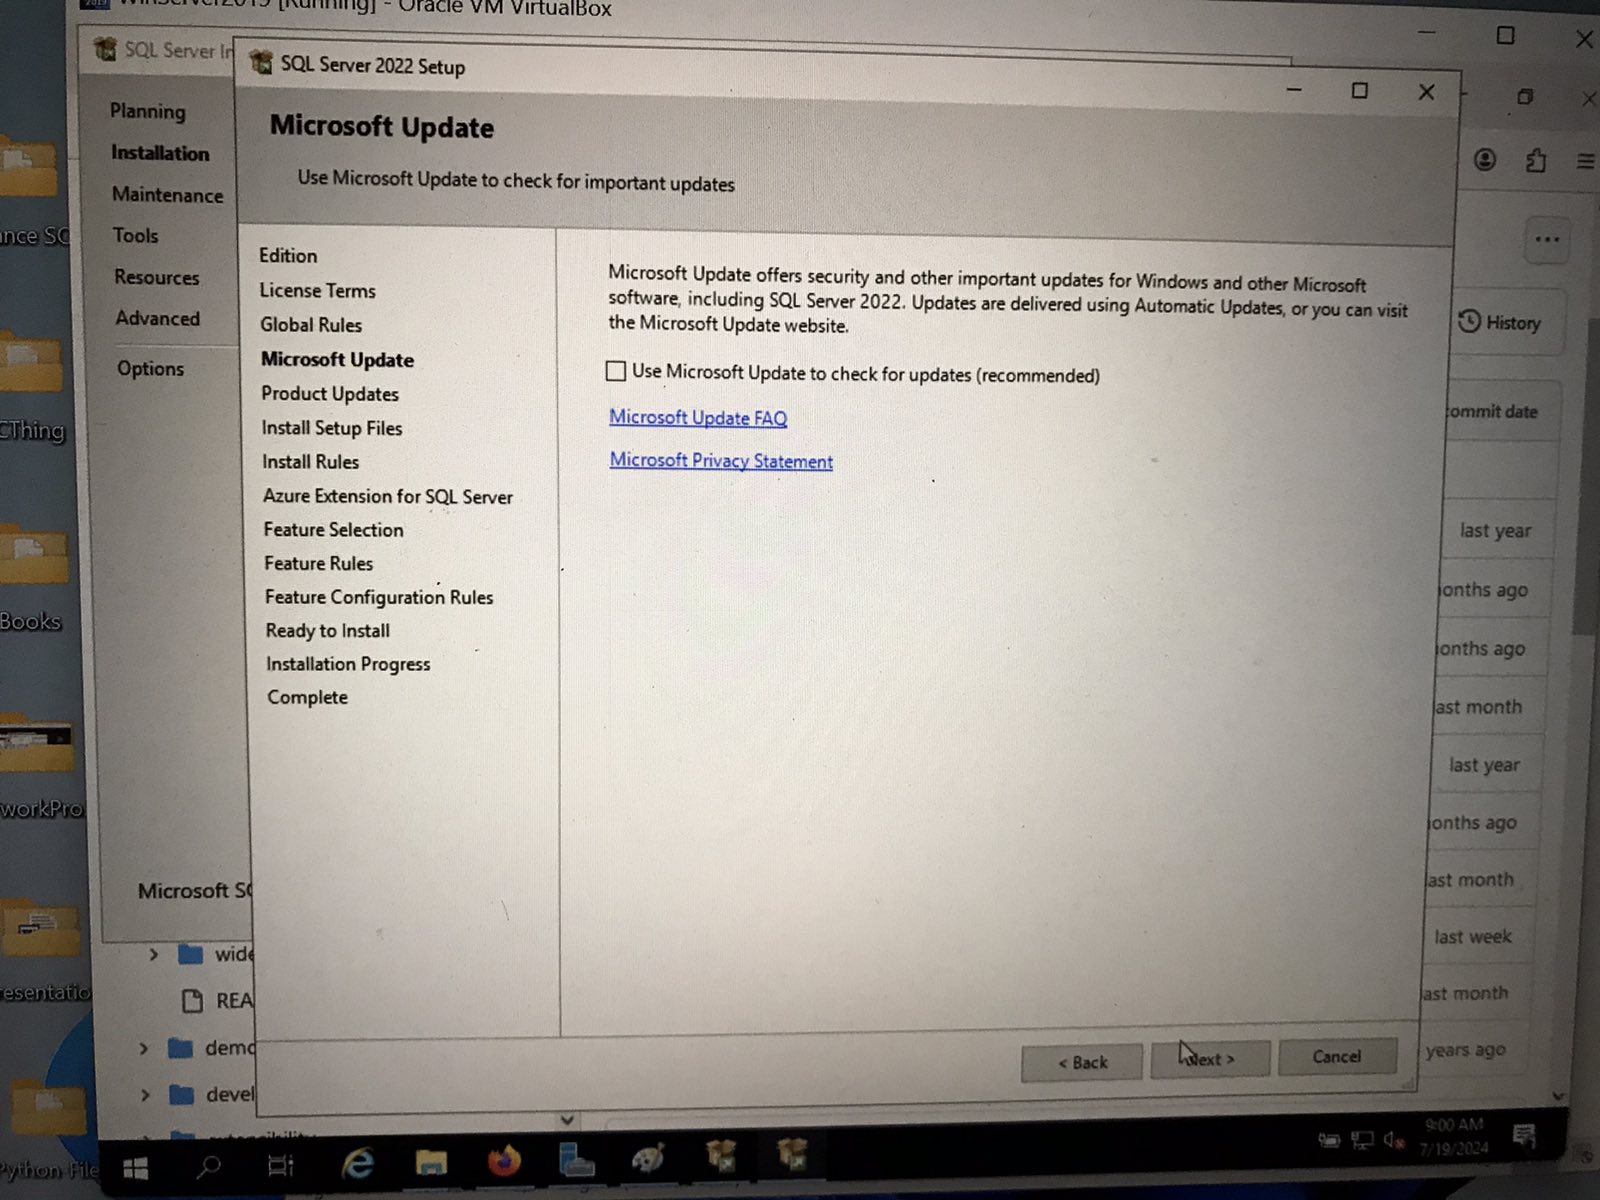 [Running] - Oracle VM VirtualBox
SQL Server In
SQL Server 2022 Setup
Planning
Installation
Maintenance
Tools
Resources
Advanced
Options
Microsoft Update
Use Microsoft Update to check for important updates
Edition
License Terms
Global Rules
Microsoft Update
Product Updates
Install Setup Files
Install Rules
Azure Extension for SQL Server
Feature Selection
Feature Rules
Feature Configuration Rules
Ready to Install
Installation Progress
Complete
Microsoft Update offers security and other important updates for Windows and other Microsoft
software, including SQL Server 2022. Updates are delivered using Automatic Updates, or you can visit
the Microsoft Update website.
Use Microsoft Update to check for updates (recommended)
Microsoft Update FAQ
Microsoft Privacy Statement
< Back
Next >
Cancel
History
ommit date
last year
onths ago
onths ago
ast month
last year
onths ago
ast month
last week
ast month
years ago
ance SQ
CThing
Books
workPro
esentatio
Python File
Microsoft SQ
wide
REA
demo
devel
9:00 AM
7/19/2024